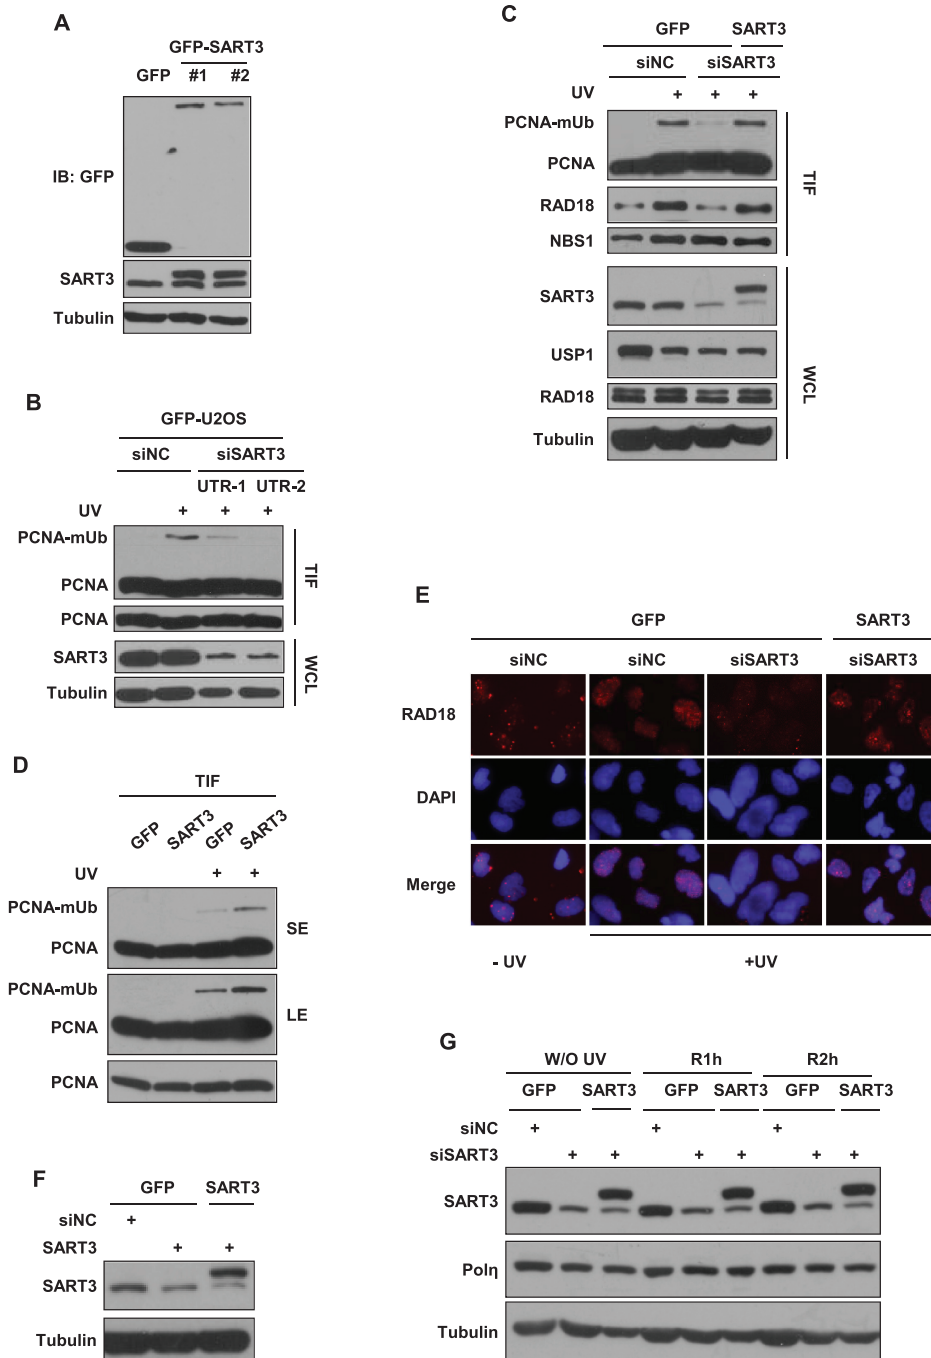 A
GFP-SART3
GFP #1 #2
IB: GFP
SART3
Tubulin
B
GFP-U2OS
siNC siSART3
UTR-1 UTR-2
UV + + +
PCNA-mUb
PCNA
TIF
PCNA
SART3
WCL
Tubulin
C
GFP SART3
siNC siSART3
UV + + +
PCNA-mUb
PCNA
TIF
RAD18
NBS1
SART3
USP1
WCL
RAD18
Tubulin
D
TIF
GFP SART3 GFP SART3
UV + +
PCNA-mUb
SE
PCNA
PCNA-mUb
LE
PCNA
PCNA
E
GFP SART3
siNC siNC siSART3 siSART3
RAD18
DAPI
Merge
- UV +UV
F
GFP SART3
siNC +
SART3 + +
SART3
Tubulin
G
W/O UV R1h R2h
GFP SART3 GFP SART3 GFP SART3
siNC + + +
siSART3 + + + + + +
SART3
Polη
Tubulin